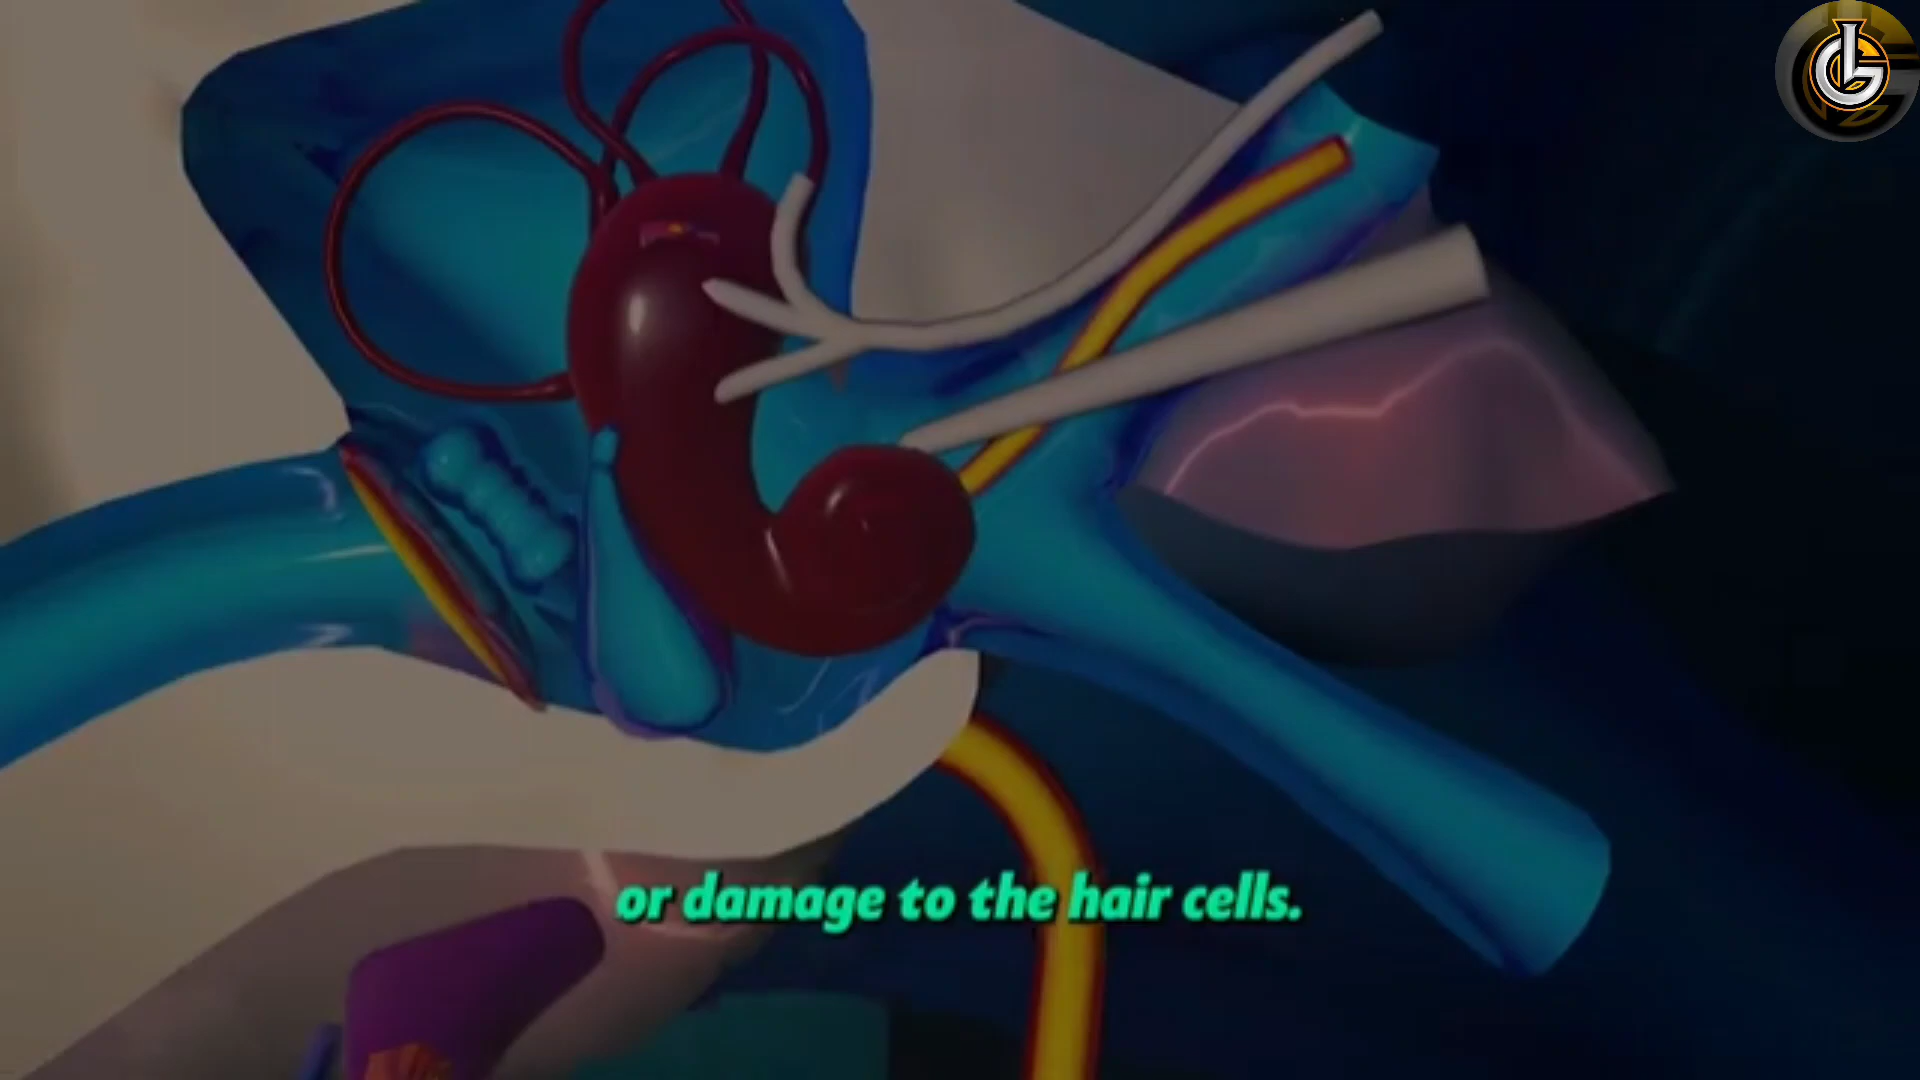 or damage to the hair cells.